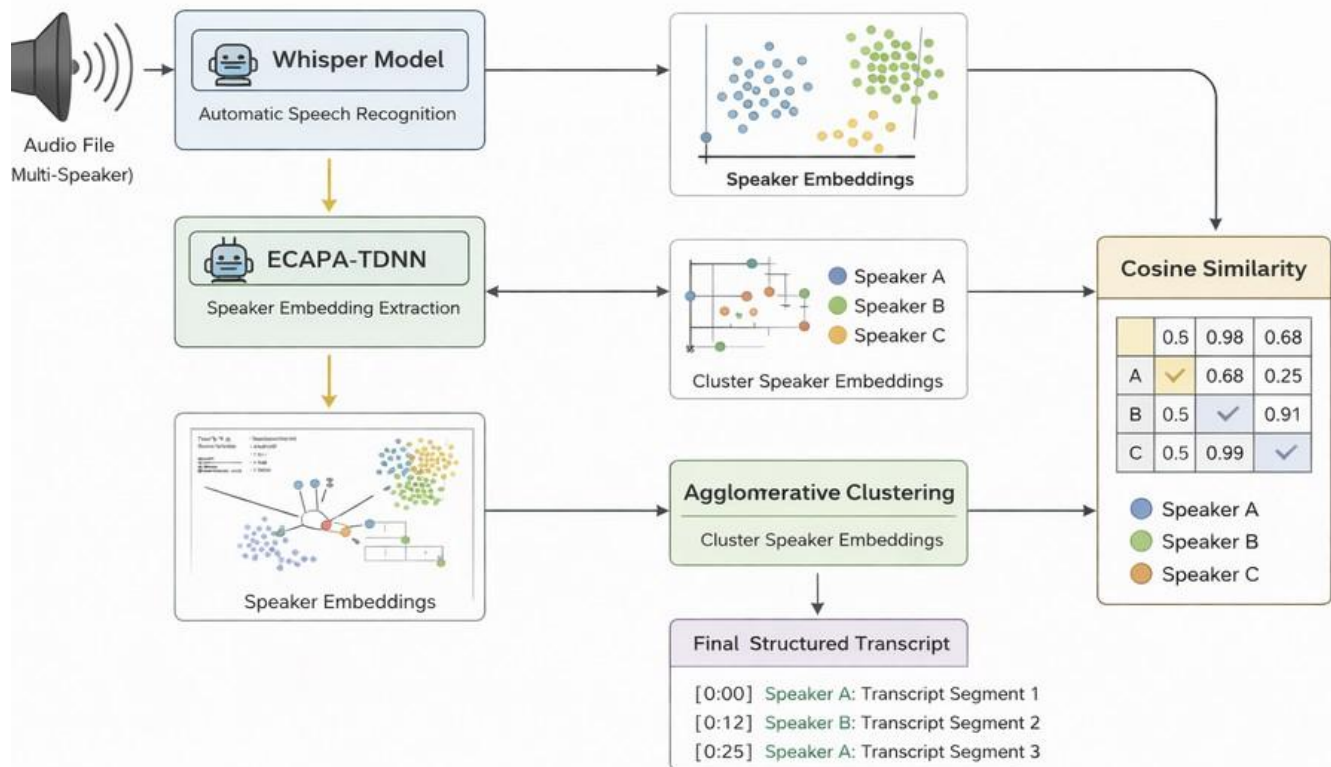 Whisper Model
Automatic Speech Recognition
Audio File
Multi-Speaker)
Speaker Embeddings
ECAPA-TDNN
Speaker Embedding Extraction
Speaker A
Speaker B
Speaker C
Cluster Speaker Embeddings
Cosine Similarity
0.5 0.98 0.68
A 0.68 0.25
B 0.5 0.91
C 0.5 0.99
Speaker A
Speaker B
Speaker C
Speaker Embeddings
Agglomerative Clustering
Cluster Speaker Embeddings
Final Structured Transcript
[0:00] Speaker A: Transcript Segment 1
[0:12] Speaker B: Transcript Segment 2
[0:25] Speaker A: Transcript Segment 3